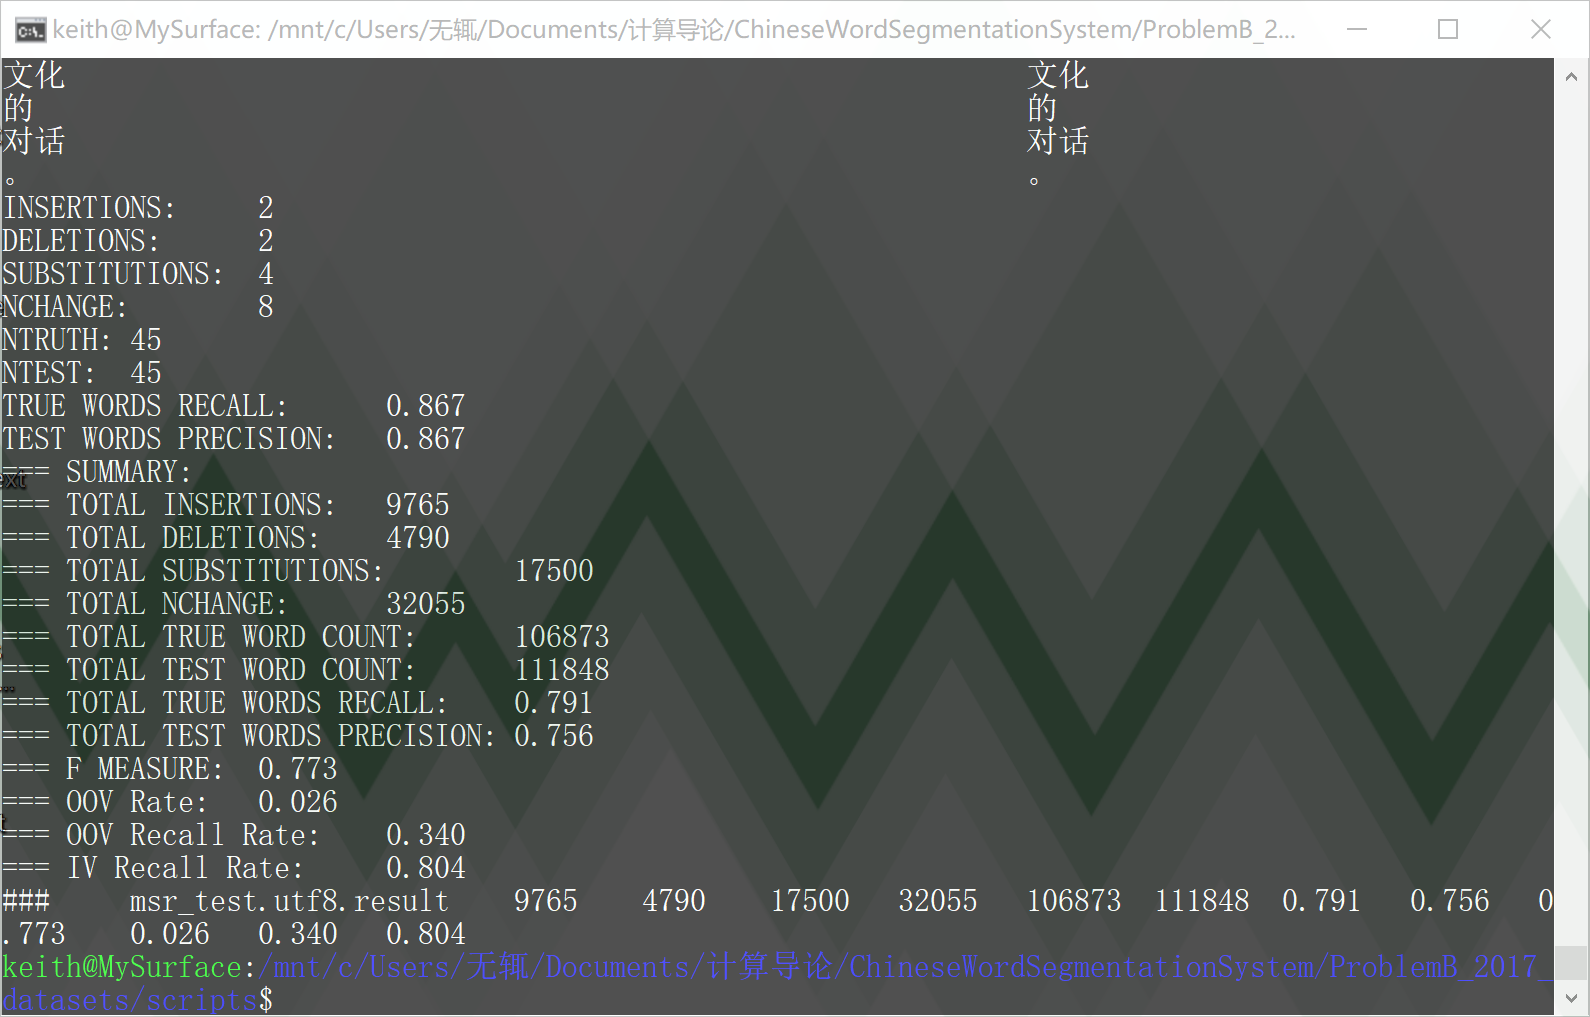 keith@MySurface: /mnt/c/Users/无辄/Documents/计算导论/ChineseWordSegmentationSystem/ProblemB_2...
文化 文化
的 的
对话 对话
。 。
INSERTIONS: 2
DELETIONS: 2
SUBSTITUTIONS: 4
NCHANGE: 8
NTRUTH: 45
NTEST: 45
TRUE WORDS RECALL: 0.867
TEST WORDS PRECISION: 0.867
=== SUMMARY:
=== TOTAL INSERTIONS: 9765
=== TOTAL DELETIONS: 4790
=== TOTAL SUBSTITUTIONS: 17500
=== TOTAL NCHANGE: 32055
=== TOTAL TRUE WORD COUNT: 106873
=== TOTAL TEST WORD COUNT: 111848
=== TOTAL TRUE WORDS RECALL: 0.791
=== TOTAL TEST WORDS PRECISION: 0.756
=== F MEASURE: 0.773
=== OOV Rate: 0.026
=== OOV Recall Rate: 0.340
=== IV Recall Rate: 0.804
### msr_test.utf8.result 9765 4790 17500 32055 106873 111848 0.791 0.756 0
.773 0.026 0.340 0.804
keith@MySurface:/mnt/c/Users/无辄/Documents/计算导论/ChineseWordSegmentationSystem/ProblemB_2017_
datasets/scripts$